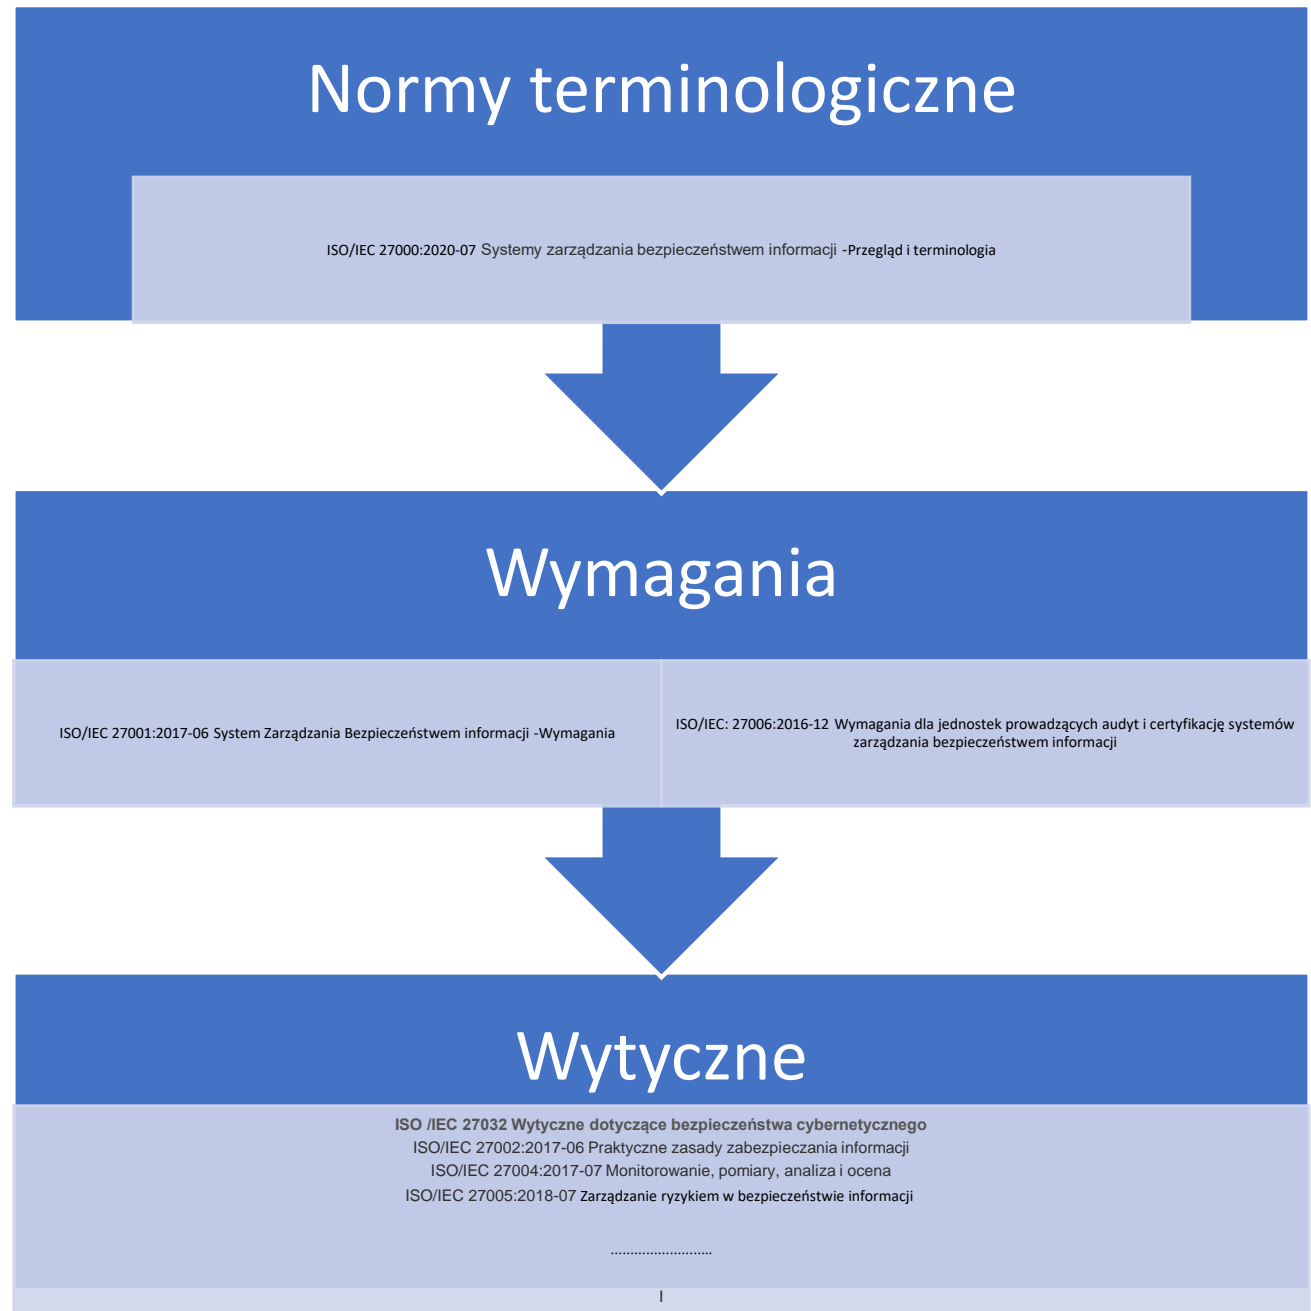 Normy terminologiczne
ISO/IEC 27000:2020-07 Systemy zarządzania bezpieczeństwem informacji -Przegląd i terminologia
Wymagania
ISO/IEC 27001:2017-06 System Zarządzania Bezpieczeństwem informacji -Wymagania
ISO/IEC: 27006:2016-12 Wymagania dla jednostek prowadzących audyt i certyfikację systemów
zarządzania bezpieczeństwem informacji
Wytyczne
ISO /IEC 27032 Wytyczne dotyczące bezpieczeństwa cybernetycznego
ISO/IEC 27002:2017-06 Praktyczne zasady zabezpieczania informacji
ISO/IEC 27004:2017-07 Monitorowanie, pomiary, analiza i ocena
ISO/IEC 27005:2018-07 Zarządzanie ryzykiem w bezpieczeństwie informacji
..........................
I